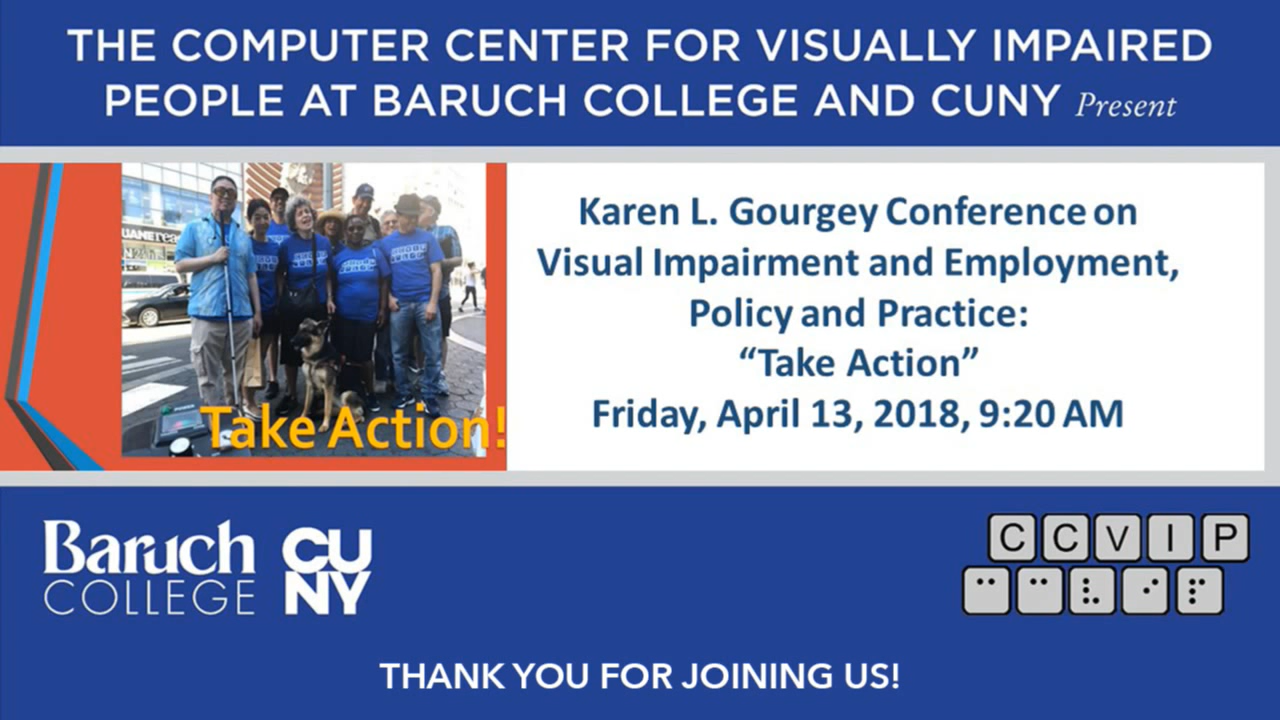 THE COMPUTER CENTER FOR VISUALLY IMPAIRED
PEOPLE AT BARUCH COLLEGE AND CUNY Present
Take Action!
Karen L. Gourgey Conference on
Visual Impairment and Employment,
Policy and Practice:
“Take Action”
Friday, April 13, 2018, 9:20 AM
Baruch
COLLEGE
CU
NY
C C V I P
⠉ ⠉ ⠧ ⠊ ⠏
THANK YOU FOR JOINING US!